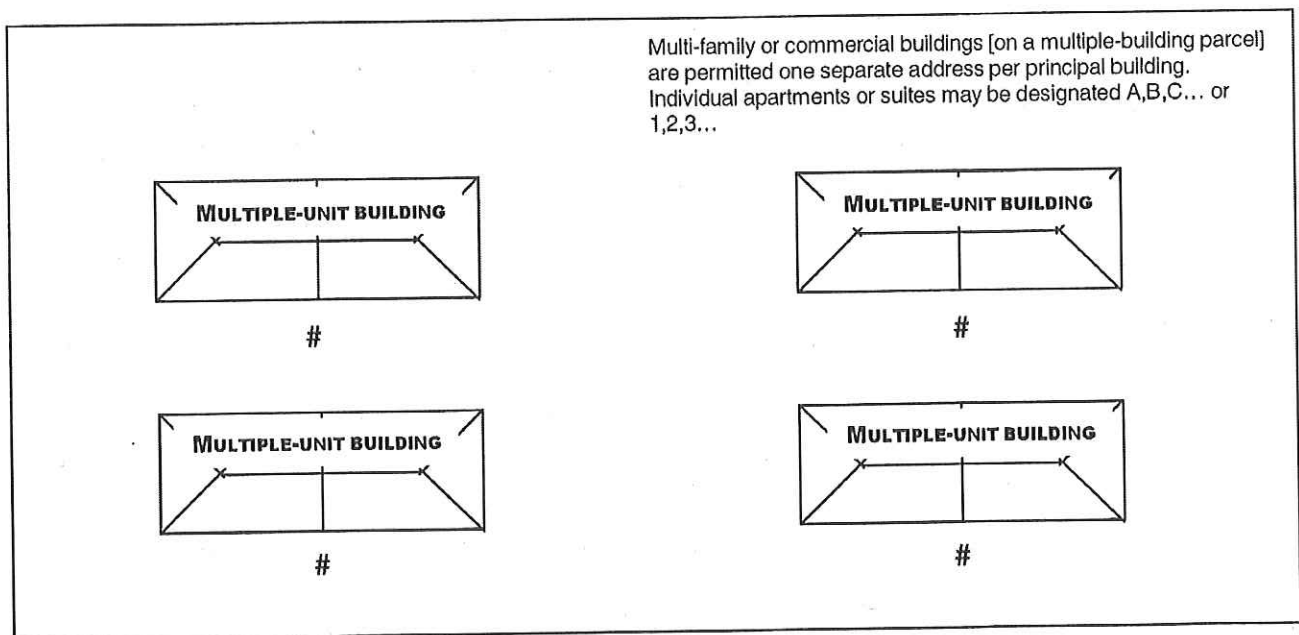 Multi-family or commercial buildings [on a multiple-building parcel]
are permitted one separate address per principal building.
Individual apartments or suites may be designated A,B,C... or
1,2,3...
MULTIPLE-UNIT BUILDING
MULTIPLE-UNIT BUILDING
#
#
MULTIPLE-UNIT BUILDING
MULTIPLE-UNIT BUILDING
#
#